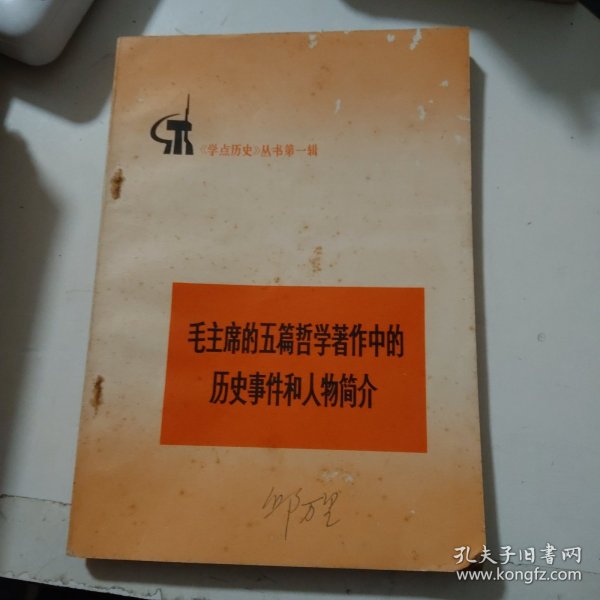 《学点历史》丛书第一辑
毛主席的五篇哲学著作中的
历史事件和人物简介
孔夫子旧书网
www.kongfz.com